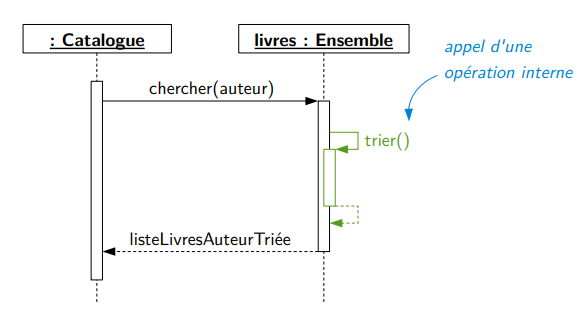 : Catalogue
livres : Ensemble
appel d'une
opération interne
chercher(auteur)
trier()
listeLivresAuteurTriée